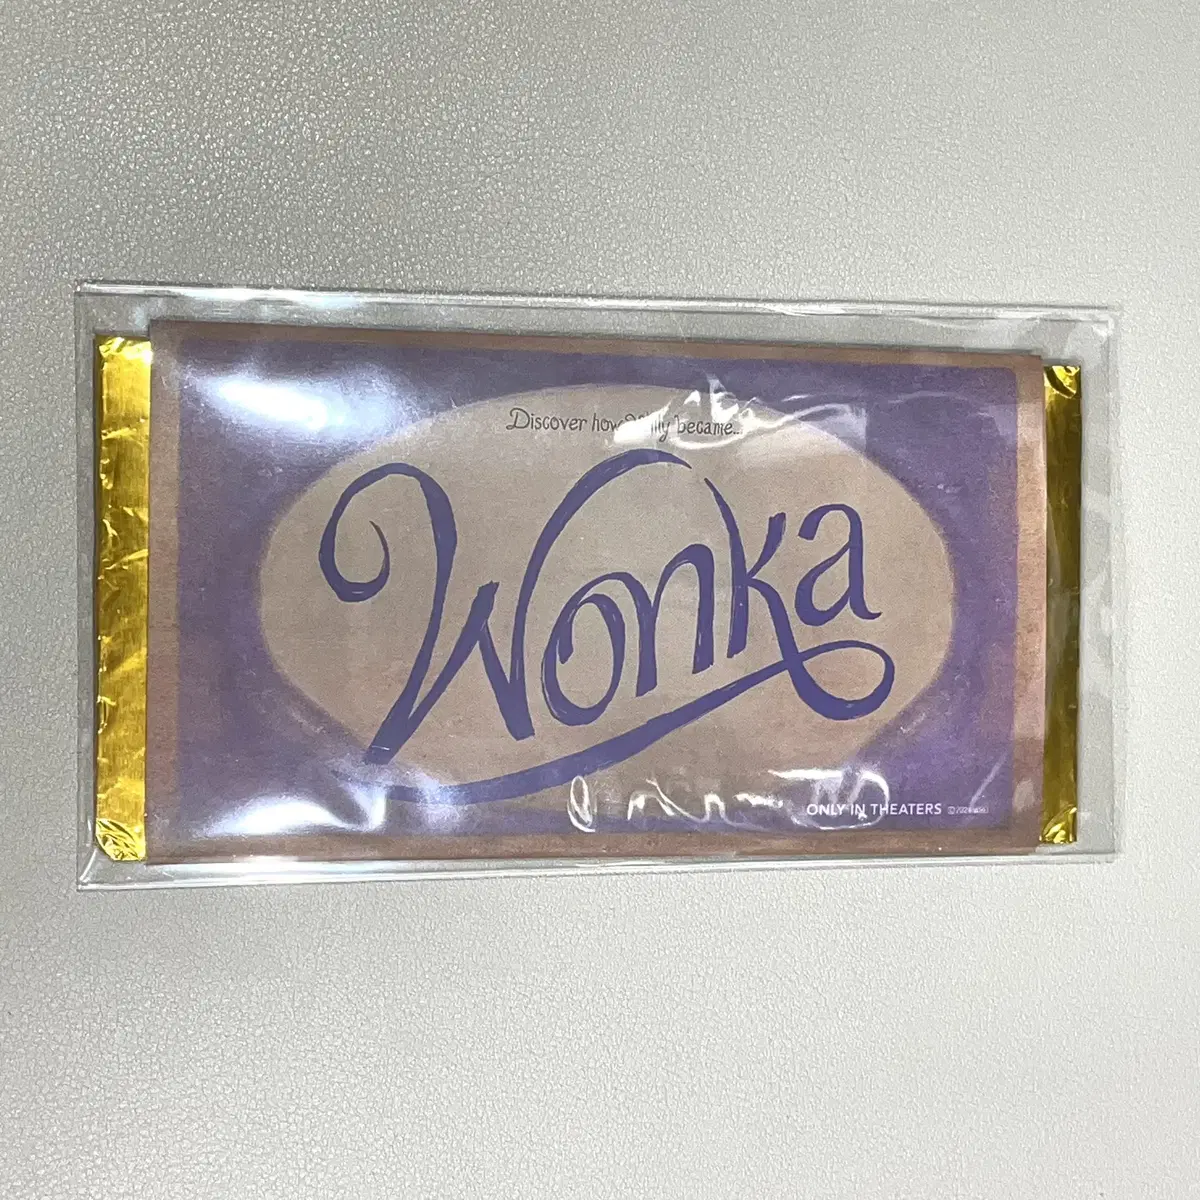 Discover how Willy became...
Wonka
ONLY IN THEATERS